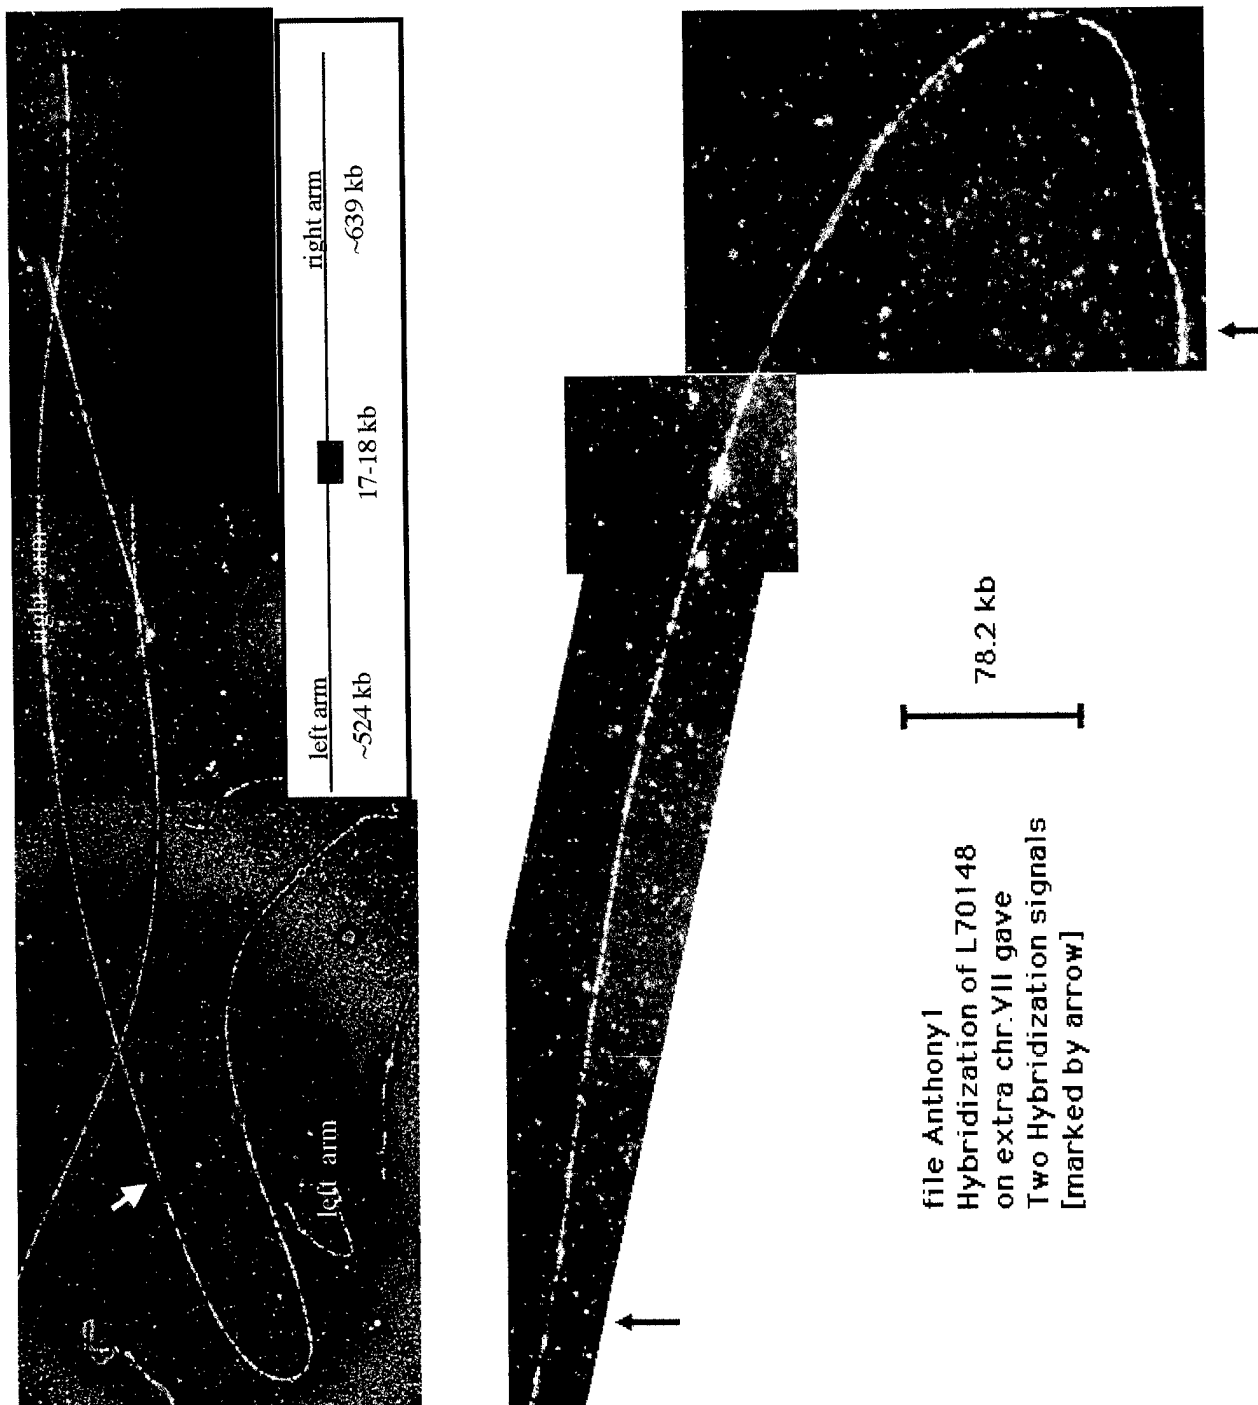 right arm
left arm
left arm
right arm
~524 kb
17-18 kb
~639 kb
78.2 kb
file Anthony1
Hybridization of L70148
on extra chr.VII gave
Two Hybridization signals
[marked by arrow]